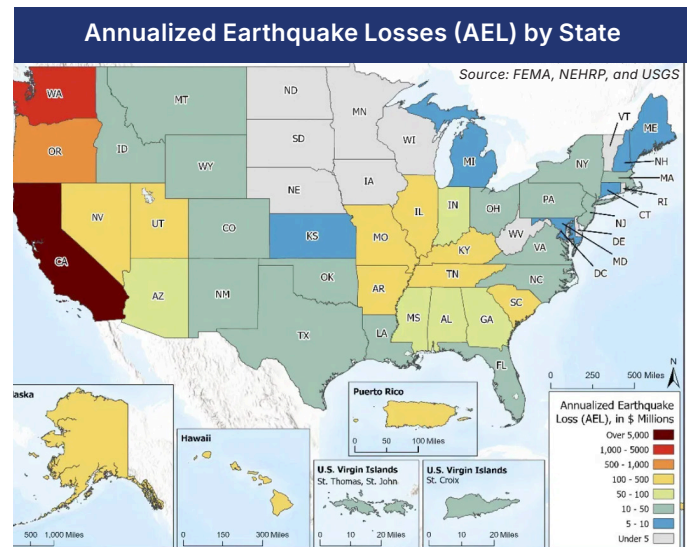 Annualized Earthquake Losses (AEL) by State
Source: FEMA, NEHRP, and USGS
WA
MT
ND
MN
VT
ME
OR
ID
SD
WI
MI
NY
NH
MA
WY
IA
NE
PA
RI
CT
NV
UT
CO
KS
MO
IL
IN
OH
WV
VA
NJ
DE
MD
DC
CA
KY
AZ
NM
OK
AR
TN
NC
SC
TX
LA
MS
AL
GA
FL
N
0 250 500 Miles
aska
500 1,000 Miles
Hawaii
0 150 300 Miles
Puerto Rico
0 50 100 Miles
U.S. Virgin Islands
St. Thomas, St. John
0 10 20 Miles
U.S. Virgin Islands
St. Croix
0 10 20 Miles
Annualized Earthquake
Loss (AEL), in $ Millions
Over 5,000
1,000 - 5000
500 - 1,000
100 - 500
50 - 100
10 - 50
5 - 10
Under 5